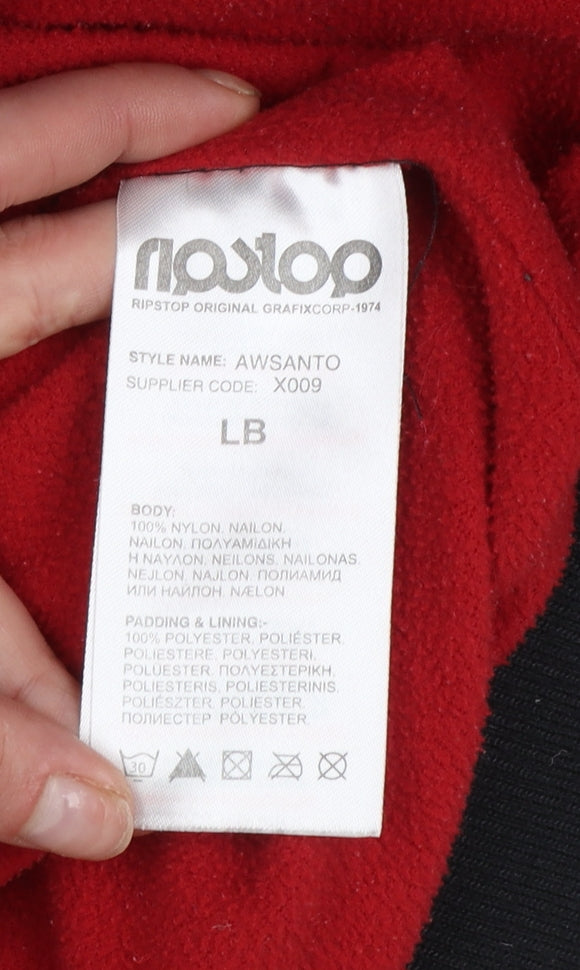 ripstop
RIPSTOP ORIGINAL GRAFIXCORP-1974
STYLE NAME: AWSANTO
SUPPLIER CODE: X009
LB
BODY:
100% NYLON, NAILON,
NAILON, ΠΟΛΥΑΜΙΔΙΚΗ
Η ΝΑΥΛΟΝ, NEILONS, NAILONAS,
NEJLON, NAJLON, ПОЛИАМИД
ИЛИ НАЙЛОН, NÆLON
PADDING & LINING:-
100% POLYESTER, POLIÉSTER,
POLIESTERE, POLYESTERI,
POLÜESTER, ΠΟΛΥΕΣΤΕΡΙΚΗ,
POLIESTERIS, POLIESTERINIS,
POLIÉSZTER, POLIESTER,
ПОЛИЕСТЕР PÓLYESTER,
30